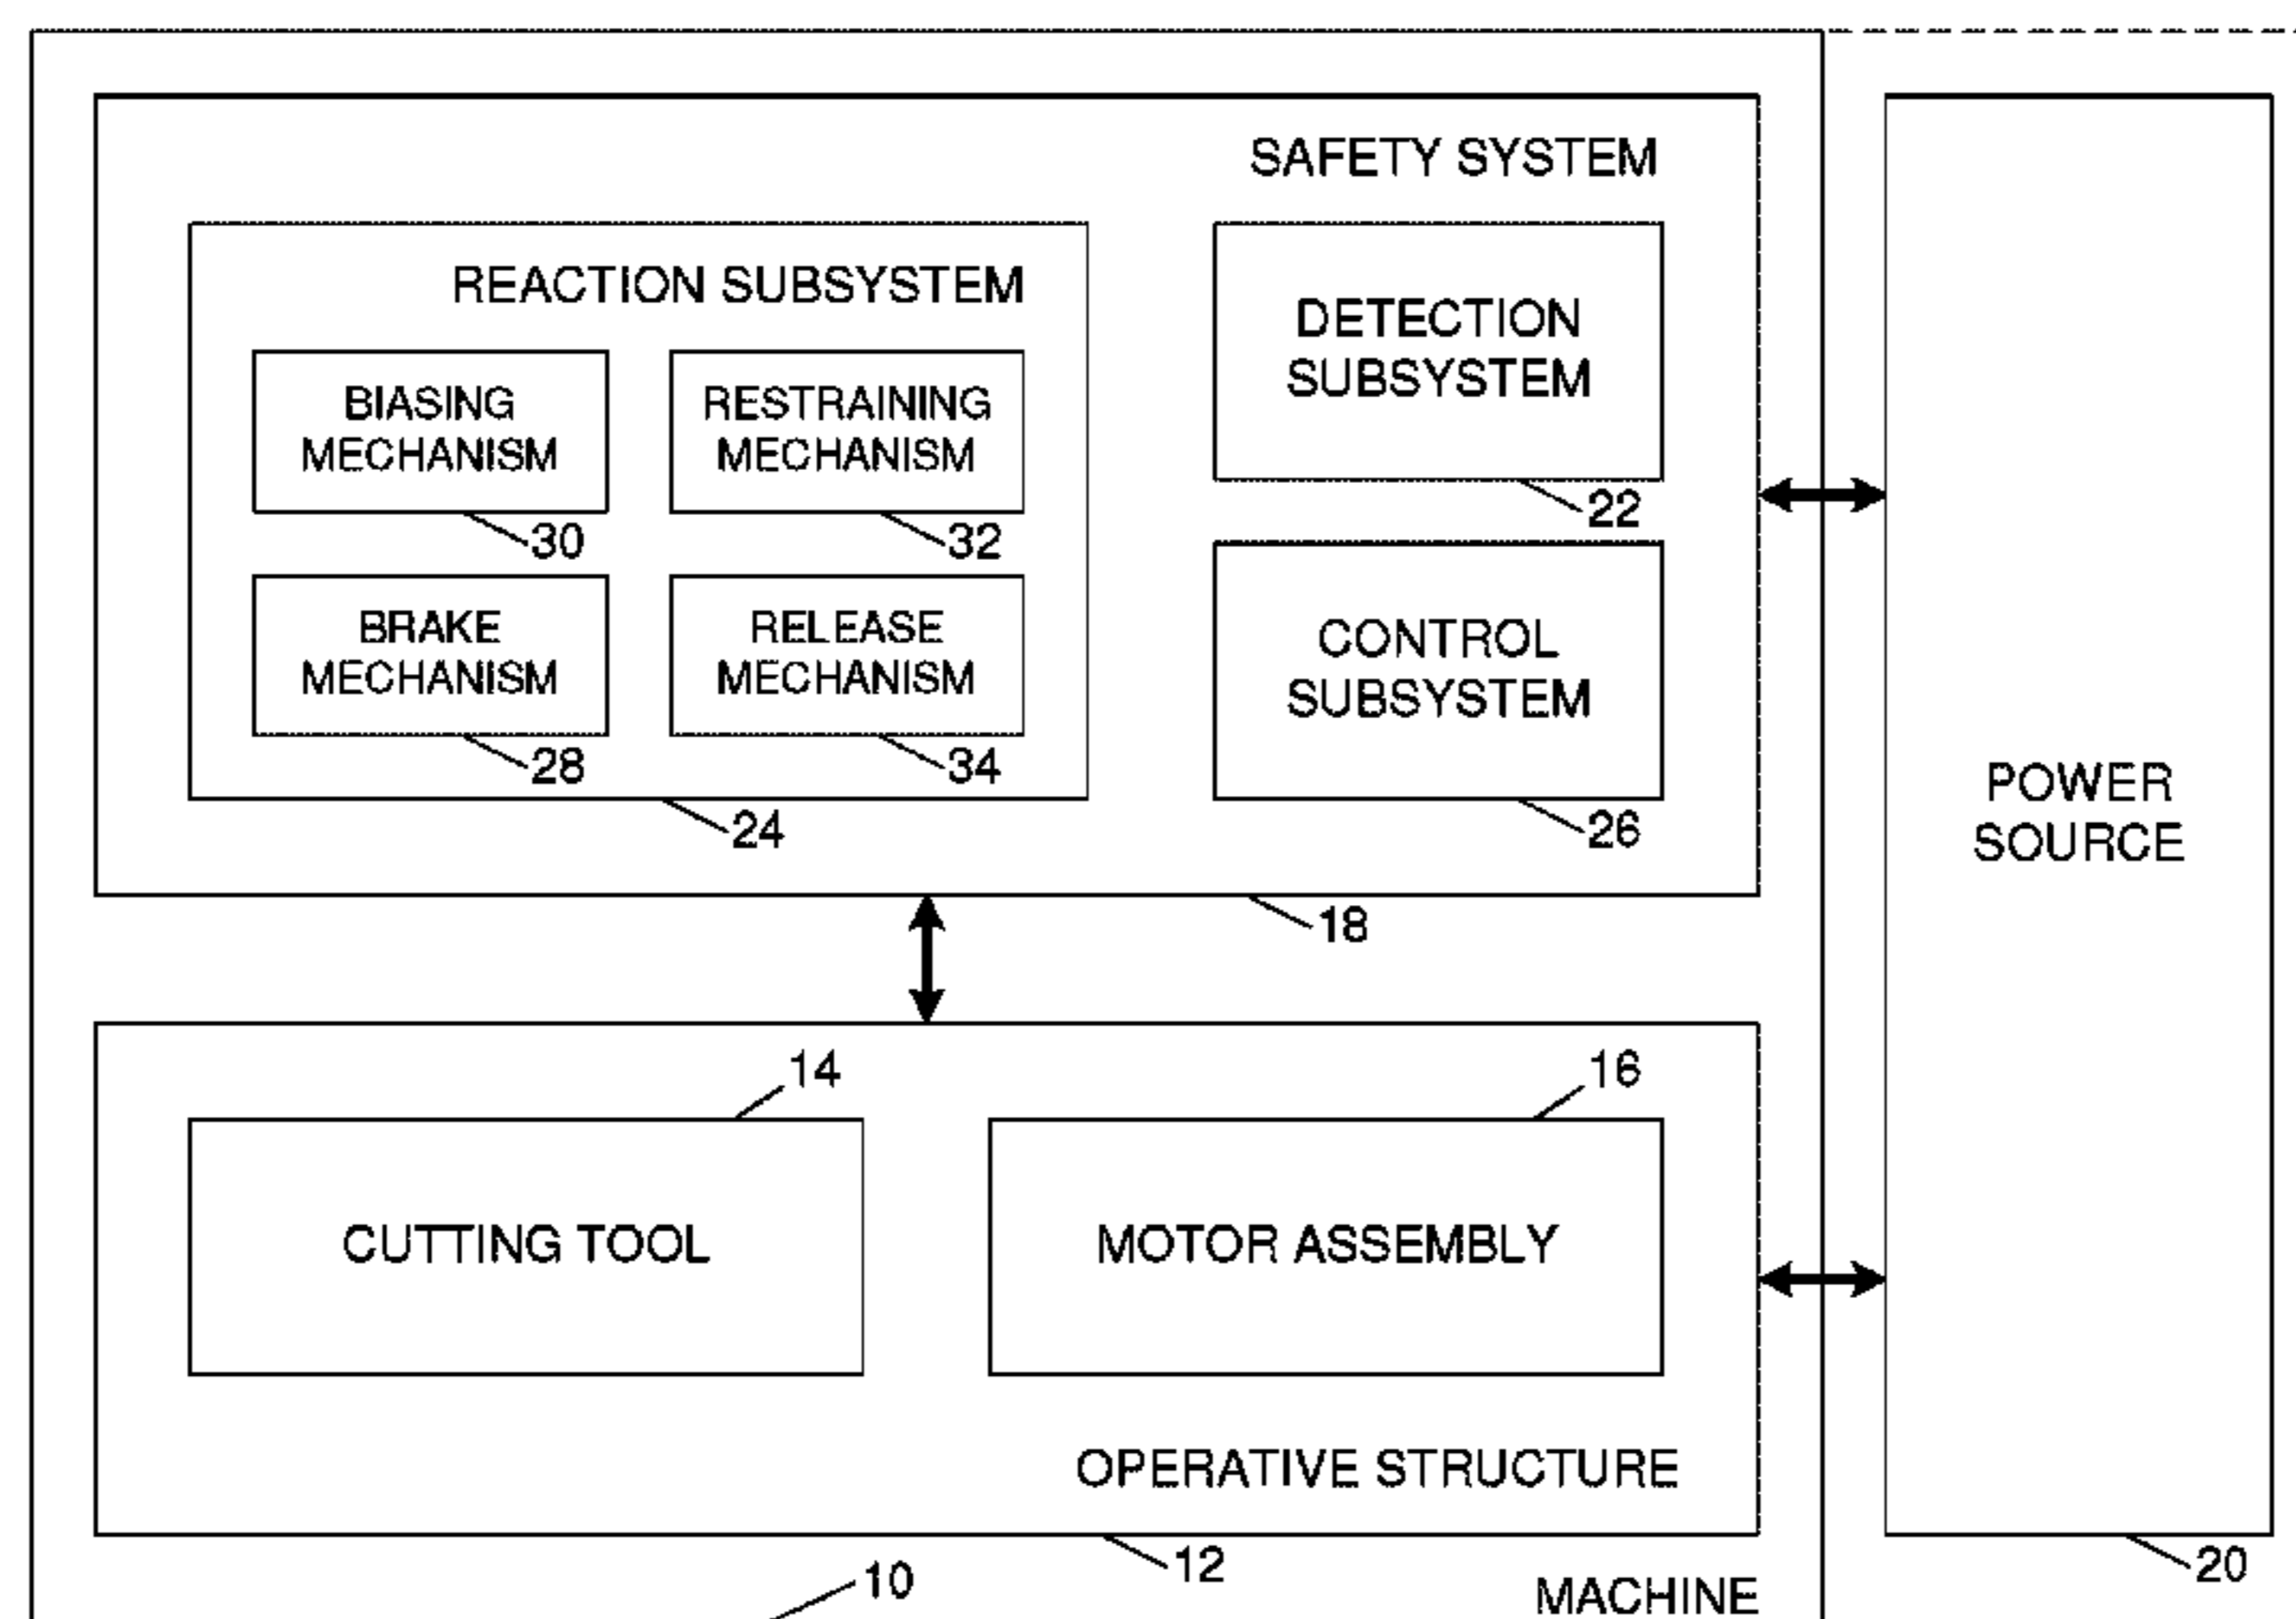 SAFETY SYSTEM
REACTION SUBSYSTEM
BIASING
MECHANISM
30
RESTRAINING
MECHANISM
32
BRAKE
MECHANISM
28
RELEASE
MECHANISM
34
24
DETECTION
SUBSYSTEM
22
CONTROL
SUBSYSTEM
26
18
POWER
SOURCE
20
14
CUTTING TOOL
16
MOTOR ASSEMBLY
OPERATIVE STRUCTURE
12
10
MACHINE